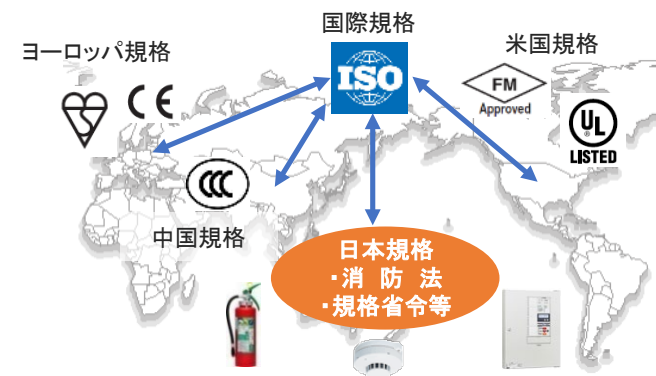 国際規格
ヨーロッパ規格
米国規格
ISO
CE
FM
Approved
UL
LISTED
CCC
中国規格
日本規格
・消 防 法
・規格省令等